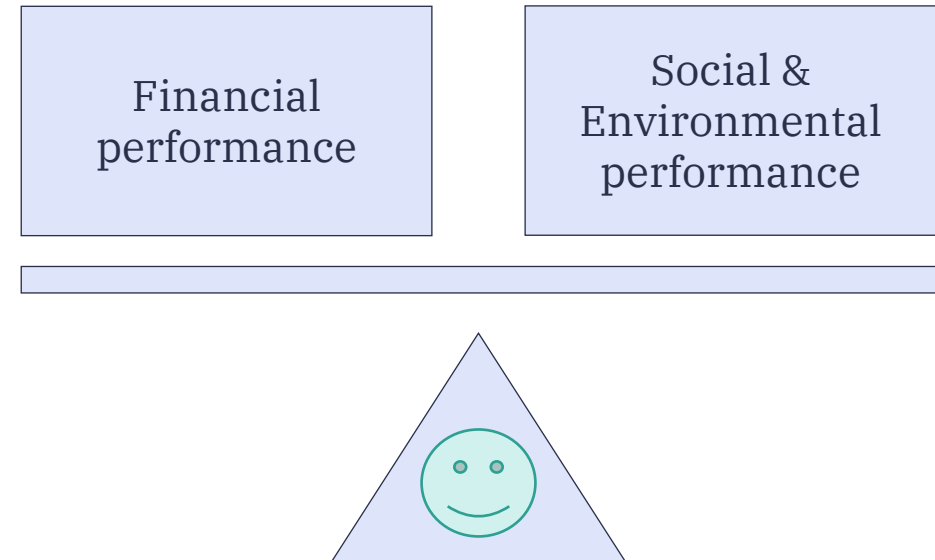 Financial
performance
Social &
Environmental
performance